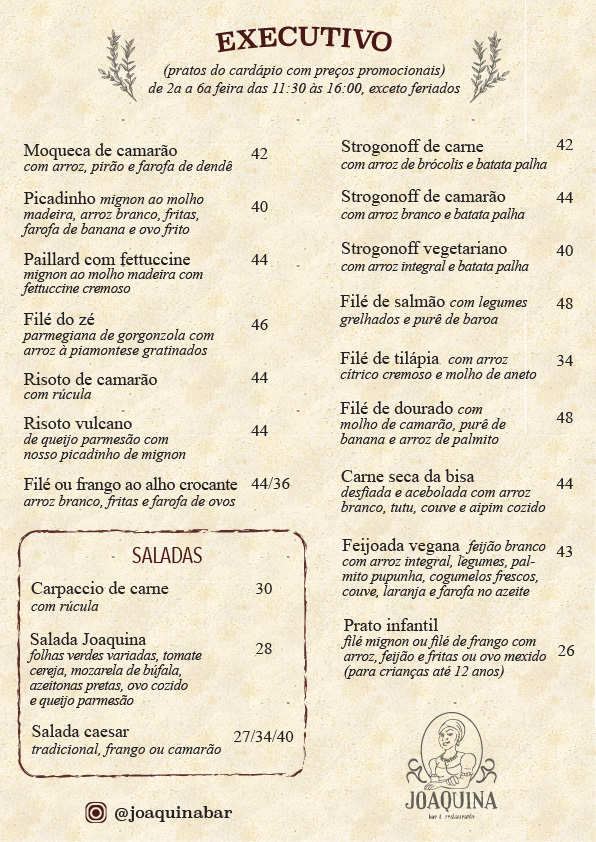 EXECUTIVO
(pratos do cardápio com preços promocionais)
de 2a a 6a feira das 11:30 às 16:00, exceto feriados
Moqueca de camarão 42
com arroz, pirão e farofa de dendê
Picadinho mignon ao molho
madeira, arroz branco, fritas, 40
farofa de banana e ovo frito
Paillard com fettuccine 44
mignon ao molho madeira com
fettuccine cremoso
Filé do zé 46
parmegiana de gorgonzola com
arroz à piamontese gratinados
Risoto de camarão 44
com rúcula
Risoto vulcano 44
de queijo parmesão com
nosso picadinho de mignon
Filé ou frango ao alho crocante 44/36
arroz branco, fritas e farofa de ovos
SALADAS
Carpaccio de carne 30
com rúcula
Salada Joaquina 28
folhas verdes variadas, tomate
cereja, mozarela de búfala,
azeitonas pretas, ovo cozido
e queijo parmesão
Salada caesar 27/34/40
tradicional, frango ou camarão
@joaquinabar
Strogonoff de carne 42
com arroz de brócolis e batata palha
Strogonoff de camarão 44
com arroz branco e batata palha
Strogonoff vegetariano 40
com arroz integral e batata palha
Filé de salmão com legumes 48
grelhados e purê de baroa
Filé de tilápia com arroz 34
cítrico cremoso e molho de aneto
Filé de dourado com 48
molho de camarão, purê de
banana e arroz de palmito
Carne seca da bisa 44
desfiada e acebolada com arroz
branco, tutu, couve e aipim cozido
Feijoada vegana feijão branco 43
com arroz integral, legumes, pal-
mito pupunha, cogumelos frescos,
couve, laranja e farofa no azeite
Prato infantil
filé mignon ou filé de frango com
arroz, feijão e fritas ou ovo mexido 26
(para crianças até 12 anos)
JOAQUINA
bar & restaurante